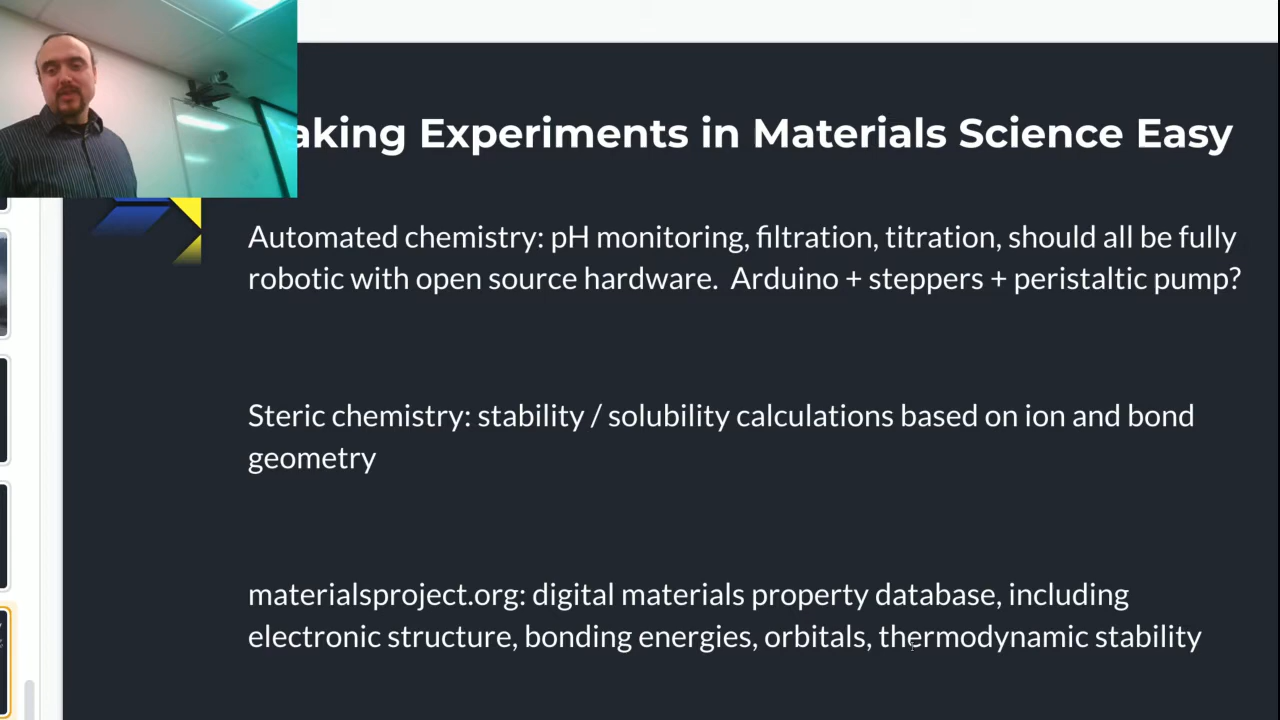 aking Experiments in Materials Science Easy
Automated chemistry: pH monitoring, filtration, titration, should all be fully
robotic with open source hardware. Arduino + steppers + peristaltic pump?
Steric chemistry: stability / solubility calculations based on ion and bond
geometry
materialsproject.org: digital materials property database, including
electronic structure, bonding energies, orbitals, thermodynamic stability